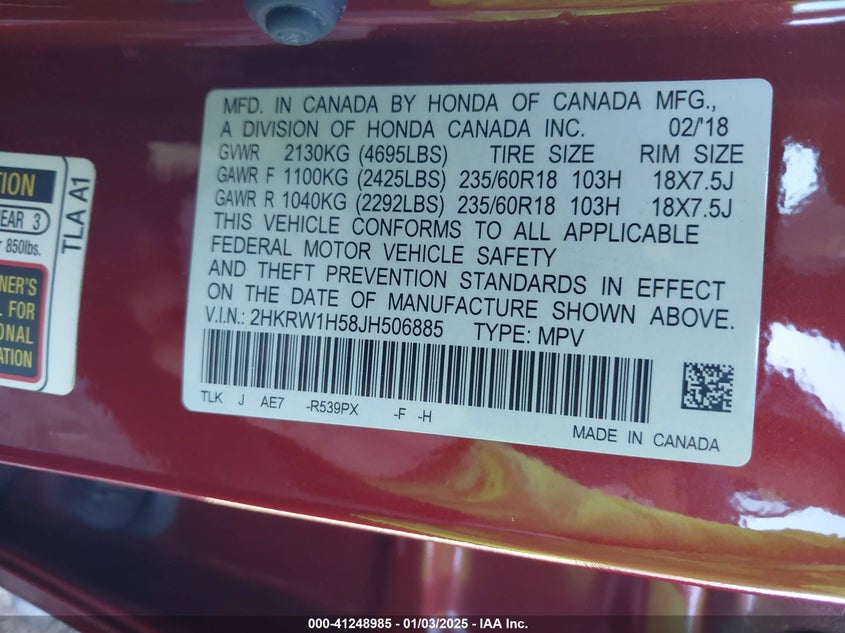 MFD. IN CANADA BY HONDA OF CANADA MFG.,
A DIVISION OF HONDA CANADA INC. 02/'18
GVWR 2130KG (4695LBS) TIRE SIZE RIM SIZE
GAWR F 1100KG (2425LBS) 235/60R18 103H 18X7.5J
GAWR R 1040KG (2292LBS) 235/60R18 103H 18X7.5J
THIS VEHICLE CONFORMS TO ALL APPLICABLE
FEDERAL MOTOR VEHICLE SAFETY
AND THEFT PREVENTION STANDARDS IN EFFECT
ON THE DATE OF MANUFACTURE SHOWN ABOVE.
V.I.N.: 2HKRW1H58JH506885 TYPE: MPV
TLK J AE7 -R539PX -F -H
MADE IN CANADA
TION
EAR 3
850lbs.
TLA A1
NER'S
L FOR
ONAL
ATION
000-41248985 - 01/03/2025 - IAA Inc.